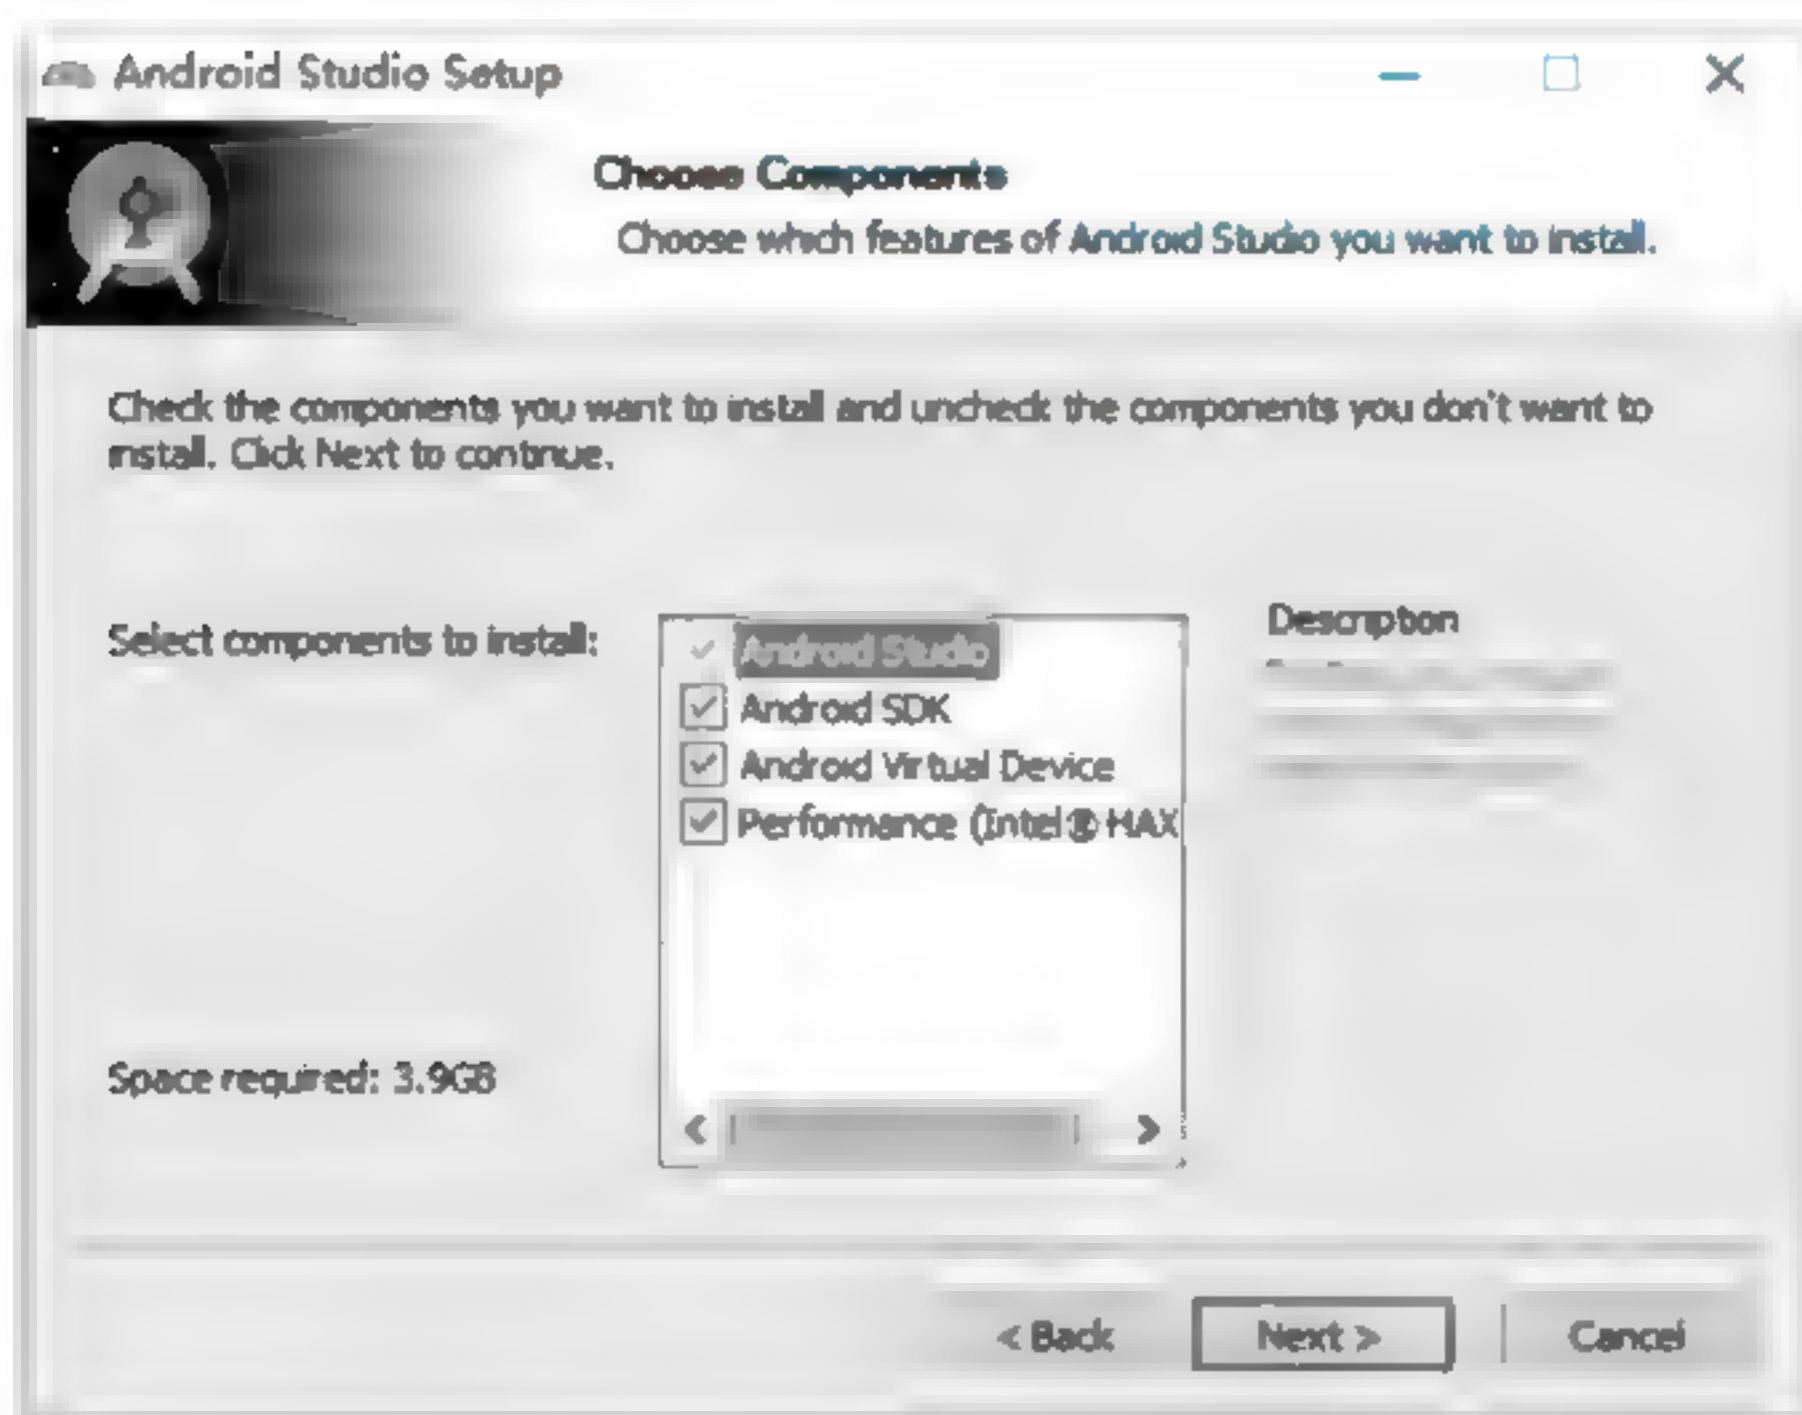 Android Studio Setup
Choose Components
Choose which features of Android Studio you want to install.
Check the components you want to install and uncheck the components you don't want to
install. Click Next to continue.
Select components to install:
Android Studio
Android SDK
Android Virtual Device
Performance (Intel® HAX
Description
Space required: 3.9GB
< Back
Next >
Cancel